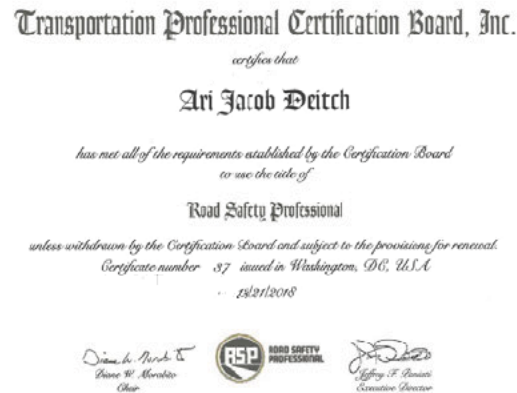 Transportation Professional Certification Board, Inc.
certifies that
Ari Jacob Deitch
has met all of the requirements established by the Certification Board
to use the title of
Road Safety Professional
unless withdrawn by the Certification Board and subject to the provisions for renewal.
Certificate number 37 issued in Washington, DC, USA
Diane W. Morabito
Chair
RSP ROAD SAFETY
PROFESSIONAL
Jeffrey F. Paniati
Executive Director